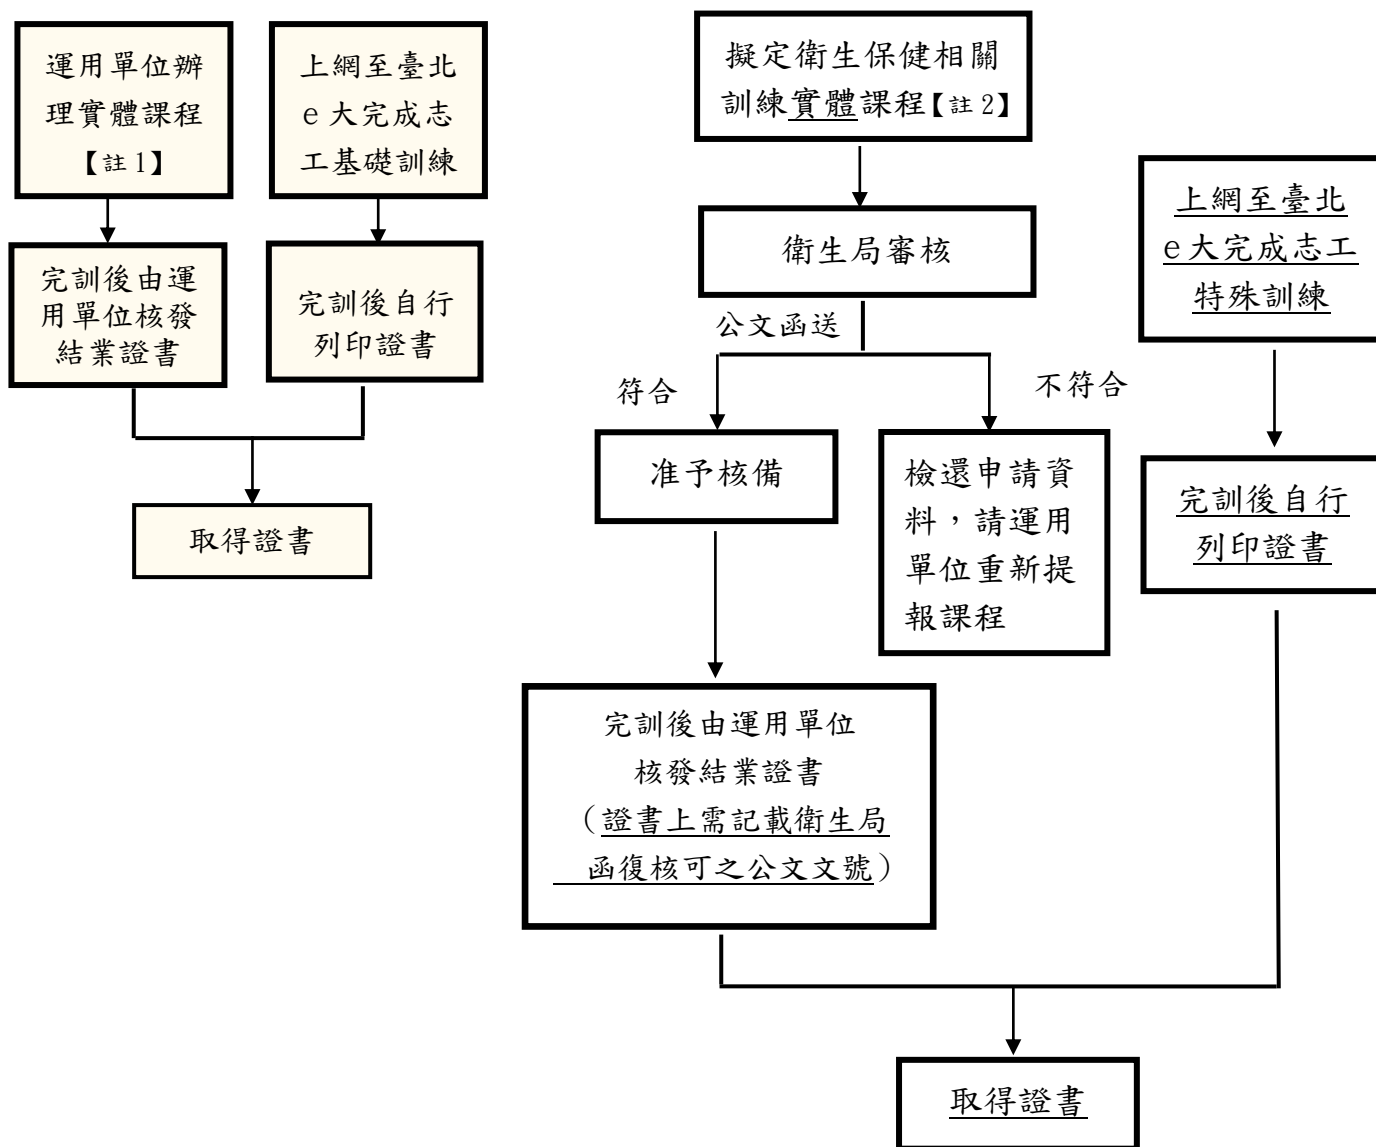 運用單位辦
理實體課程
【註 1】
上網至臺北
e 大完成志
工基礎訓練
完訓後由運
用單位核發
結業證書
完訓後自行
列印證書
取得證書
擬定衛生保健相關
訓練實體課程【註 2】
衛生局審核
公文函送
符合
不符合
准予核備
檢還申請資
料，請運用
單位重新提
報課程
完訓後由運用單位
核發結業證書
（證書上需記載衛生局
函復核可之公文文號）
上網至臺北
e 大完成志工
特殊訓練
完訓後自行
列印證書
取得證書